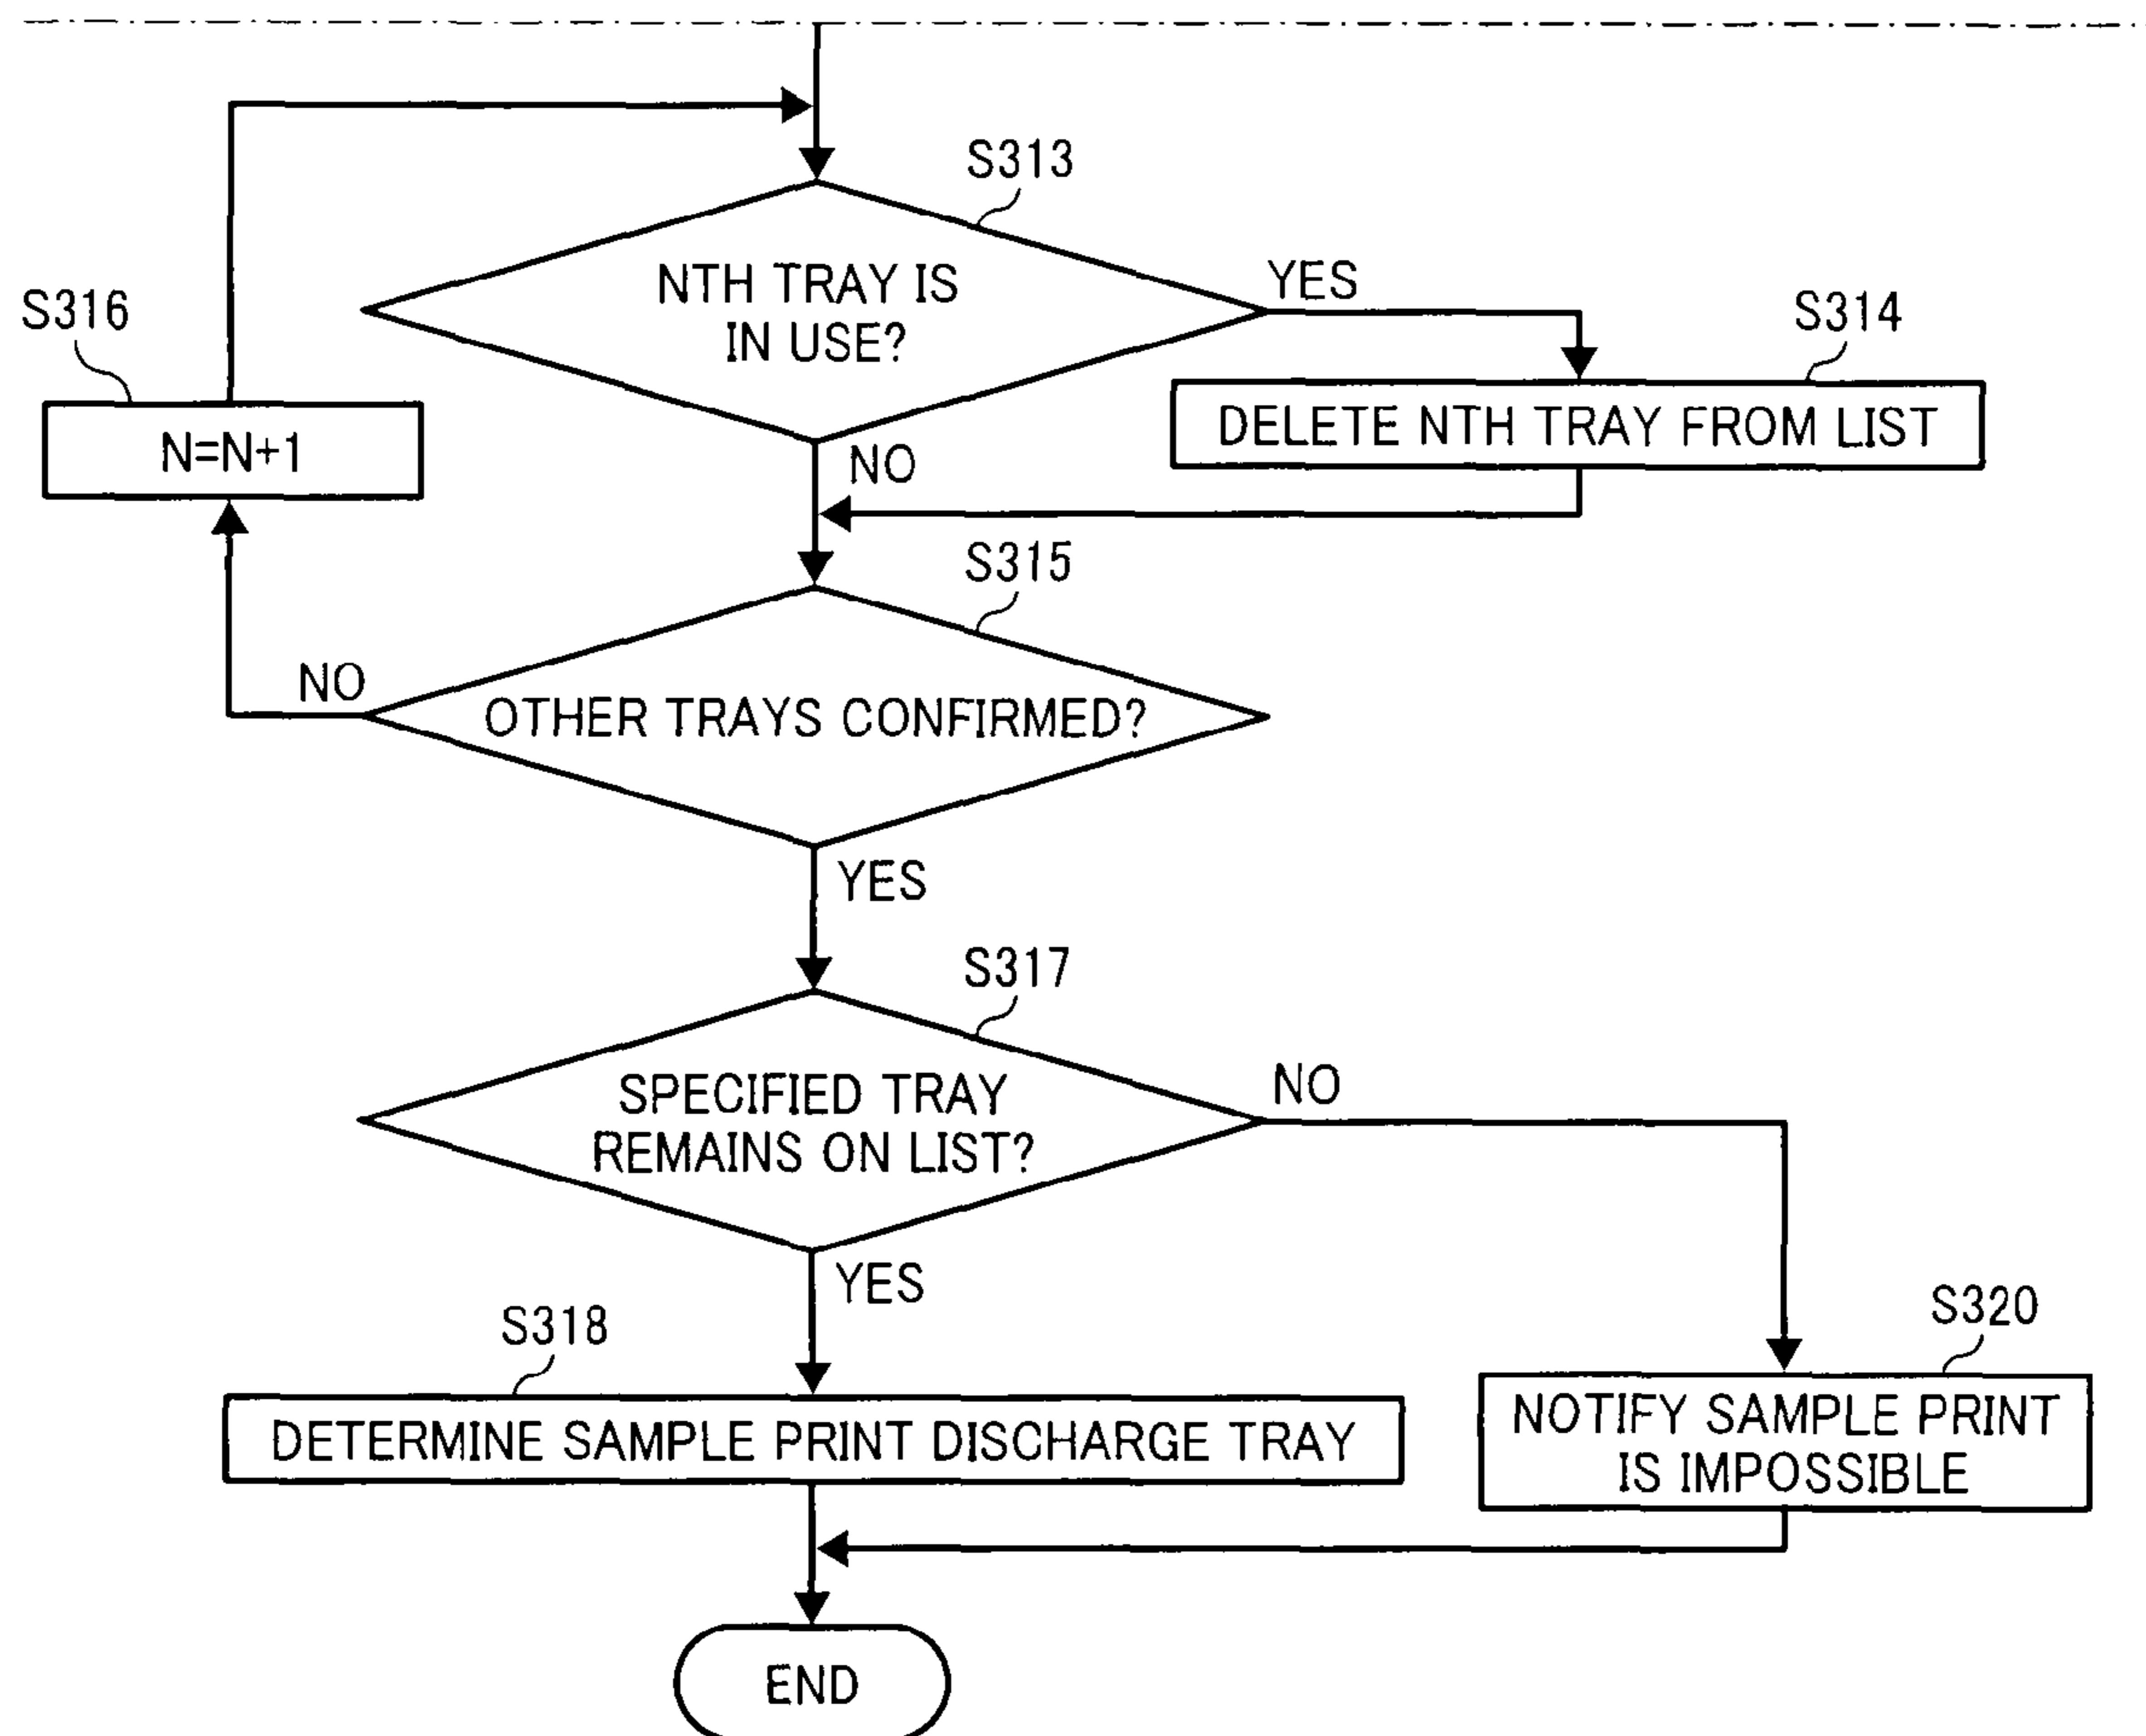 S313
NTH TRAY IS
IN USE?
YES
S316
S314
N=N+1
DELETE NTH TRAY FROM LIST
NO
S315
NO
OTHER TRAYS CONFIRMED?
YES
S317
SPECIFIED TRAY
REMAINS ON LIST?
NO
YES
S318
S320
DETERMINE SAMPLE PRINT DISCHARGE TRAY
NOTIFY SAMPLE PRINT
IS IMPOSSIBLE
END